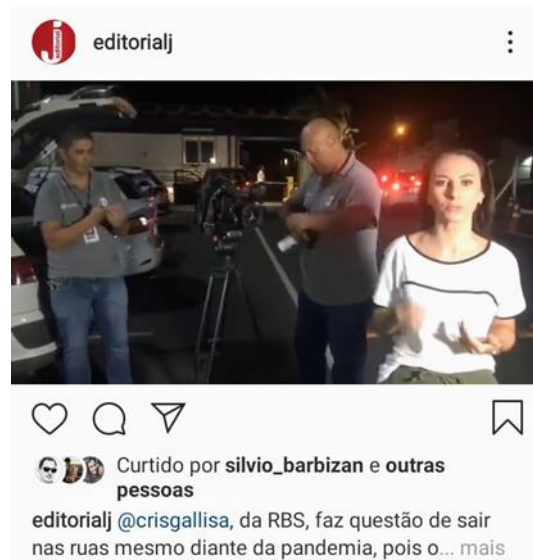 editorialj
editorialj
Curtido por silvio_barbizan e outras
pessoas
editorialj @crisgallisa, da RBS, faz questão de sair
nas ruas mesmo diante da pandemia, pois o... mais